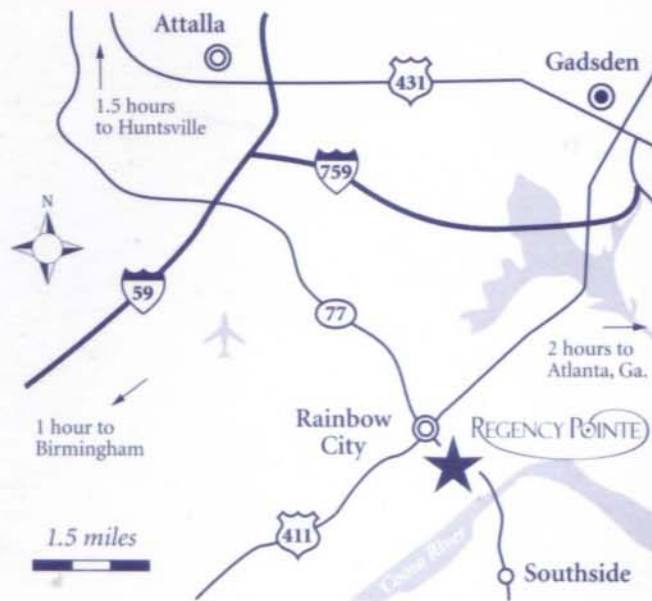 Attalla
431
Gadsden
1.5 hours
to Huntsville
759
N
59
77
2 hours to
Atlanta, Ga.
1 hour to
Birmingham
Rainbow
City
REGENCY POINTE
1.5 miles
411
Coosa River
Southside